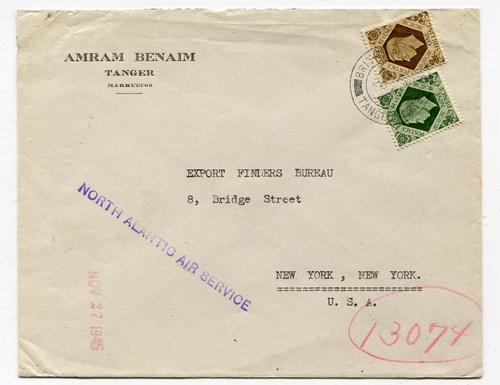 AMRAM BENAIM
TANGER
MARRUECOS
EXPORT FINDERS BUREAU
8, Bridge Street
NORTH ALANTIC AIR SERVICE
NEW YORK, NEW YORK.
U. S. A.
NOV 27 1945
13074